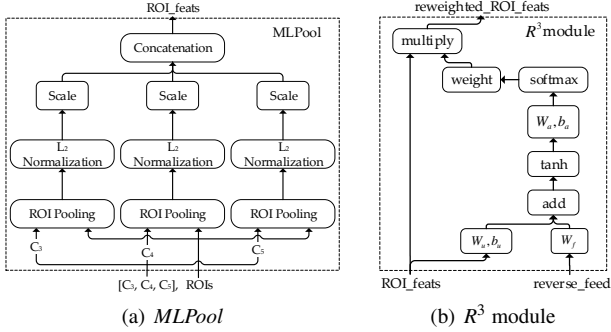 ROI_feats
MLPool
Concatenation
Scale Scale Scale
L₂ Normalization L₂ Normalization L₂ Normalization
ROI Pooling ROI Pooling ROI Pooling
C₃ C₄ C₅
[C₃, C₄, C₅], ROIs
(a) MLPool
reweighted_ROI_feats
R³ module
multiply
weight softmax
Wₐ, bₐ
tanh
add
Wᵤ, bᵤ W_f
ROI_feats reverse_feed
(b) R³ module